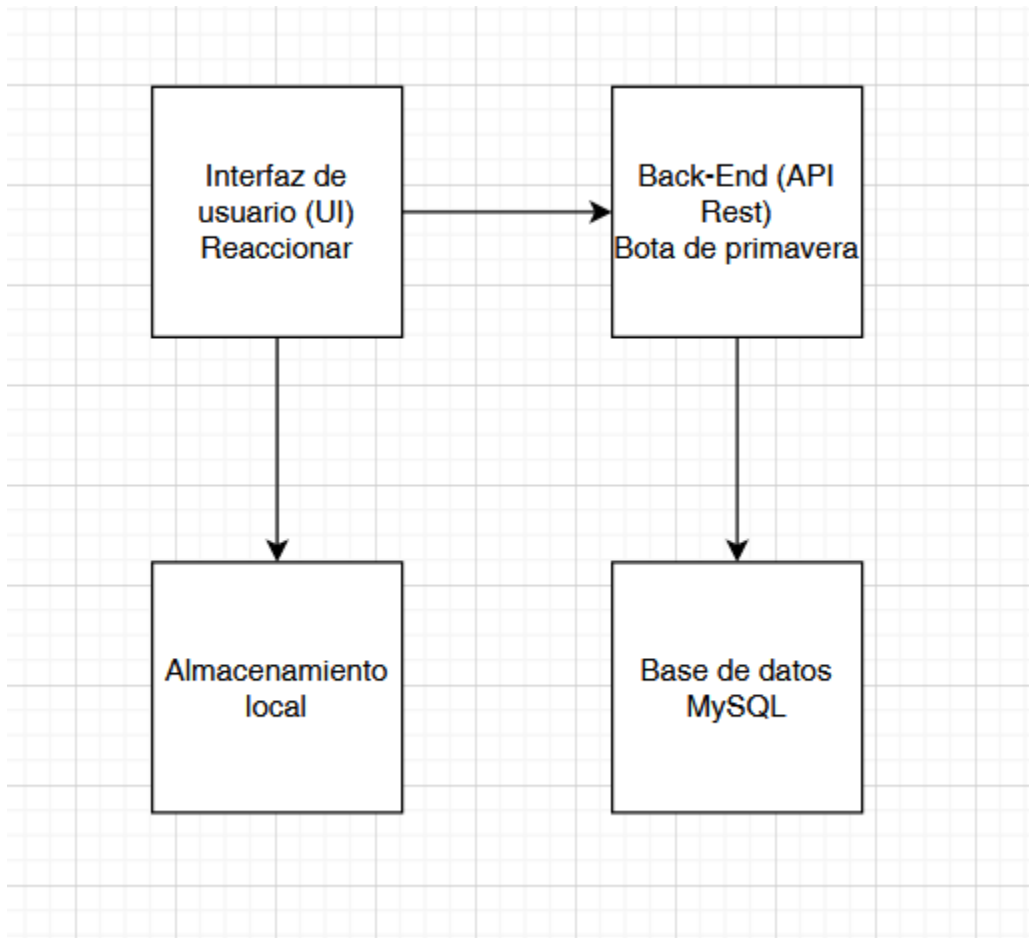 Interfaz de
usuario (UI)
Reaccionar
Back-End (API
Rest)
Bota de primavera
Almacenamiento
local
Base de datos
MySQL